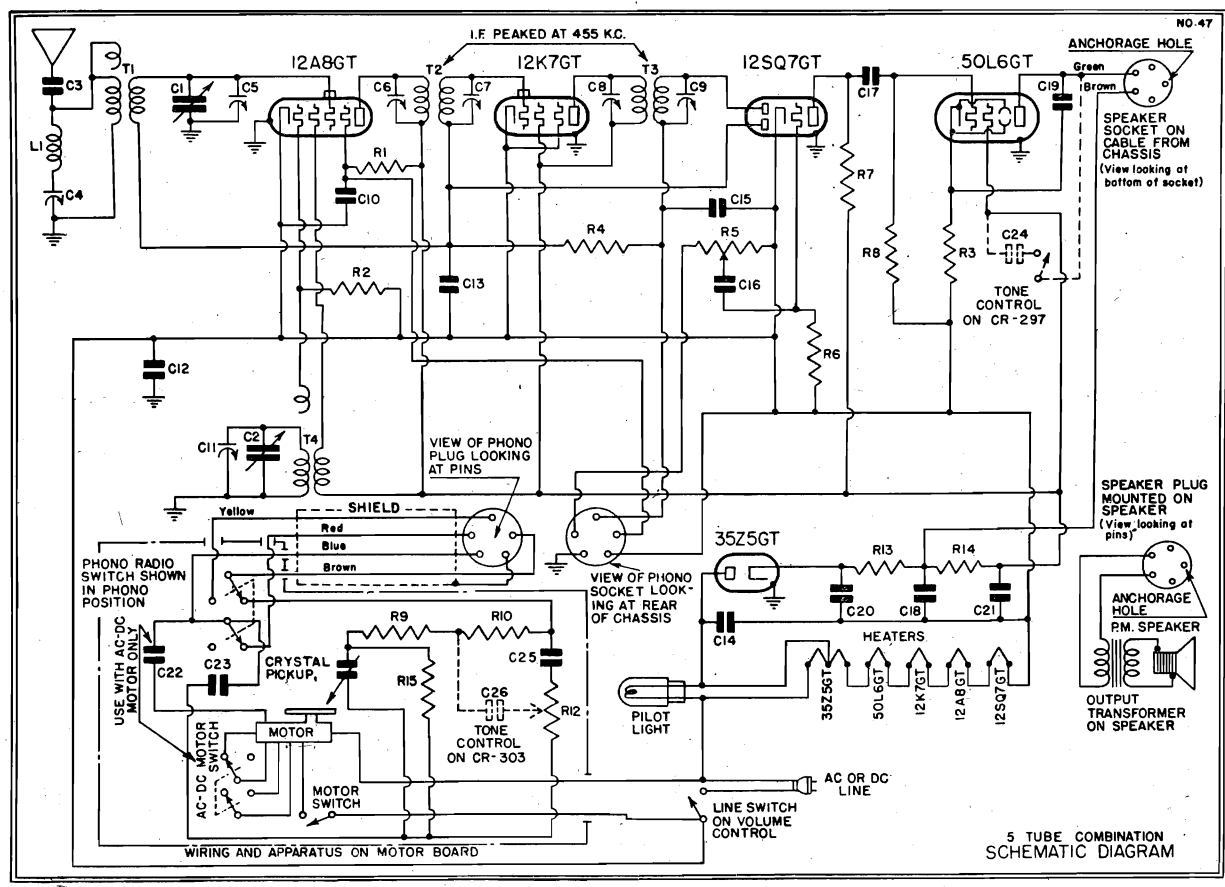 NO. 47
I.F. PEAKED AT 455 K.C.
ANCHORAGE HOLE
12A8GT
12K7GT
12SQ7GT
50L6GT
T1
T2
T3
Green
Brown
C3
C1
C5
C6
C7
C8
C9
C17
C19
SPEAKER
SOCKET ON
CABLE FROM
CHASSIS
(View looking at
bottom of socket)
L1
C4
R1
C10
R7
C15
R4
R5
R8
R3
C24
R2
C13
C16
TONE
CONTROL
ON CR-297
C12
R6
C11
C2
T4
VIEW OF PHONO
PLUG LOOKING
AT PINS
SPEAKER PLUG
MOUNTED ON
SPEAKER
(View looking at
pins)
Yellow
SHIELD
Red
Blue
Brown
35Z5GT
R13
R14
PHONO RADIO
SWITCH SHOWN
IN PHONO
POSITION
VIEW OF PHONO
SOCKET LOOK-
ING AT REAR
OF CHASSIS
C20
C18
C21
ANCHORAGE
HOLE
P.M. SPEAKER
C14
R9
R10
HEATERS
USE WITH AC-DC
MOTOR ONLY
C22
C23
CRYSTAL
PICKUP
R15
C25
C26
R12
TONE
CONTROL
ON CR-303
PILOT
LIGHT
35Z5GT
50L6GT
12K7GT
12A8GT
12SQ7GT
OUTPUT
TRANSFORMER
ON SPEAKER
MOTOR
AC-DC MOTOR
SWITCH
MOTOR
SWITCH
AC OR DC
LINE
LINE SWITCH
ON VOLUME
CONTROL
WIRING AND APPARATUS ON MOTOR BOARD
5 TUBE COMBINATION
SCHEMATIC DIAGRAM